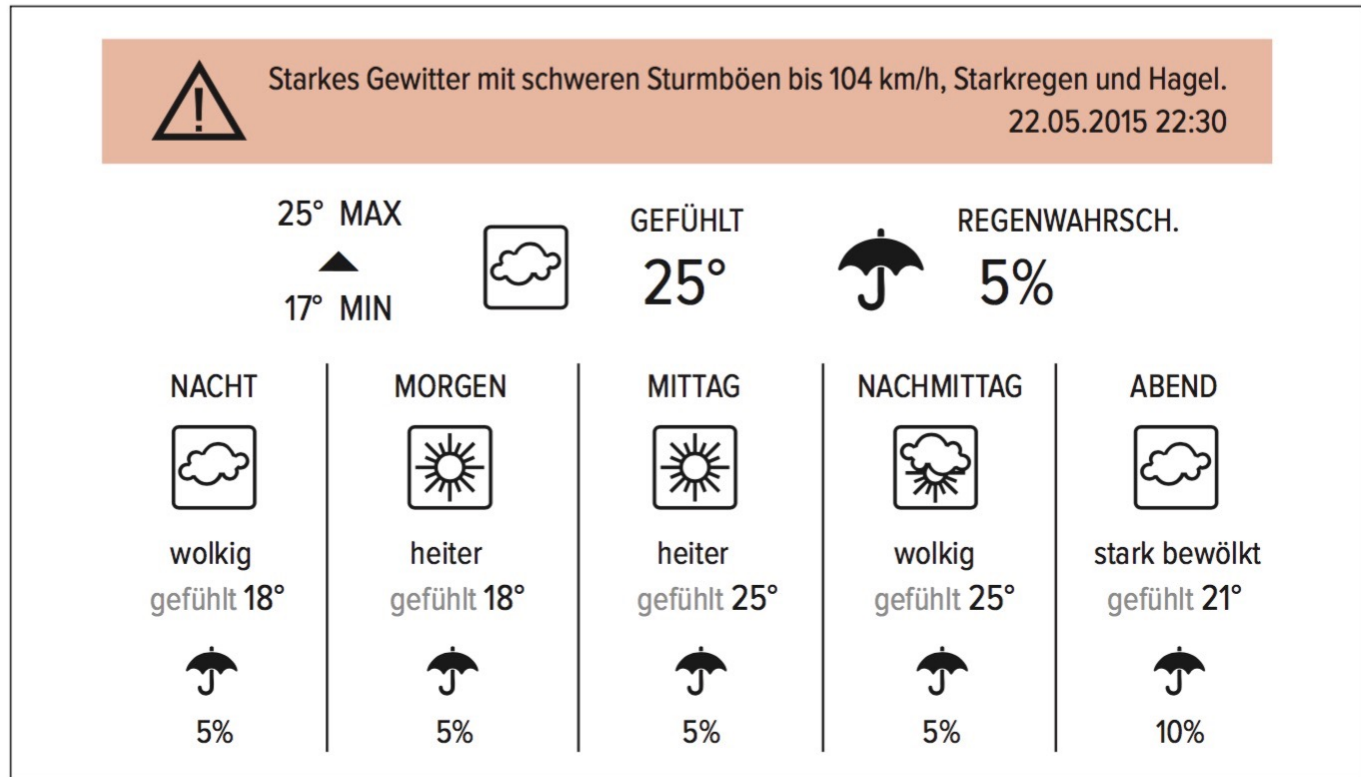 Starkes Gewitter mit schweren Sturmböen bis 104 km/h, Starkregen und Hagel.
22.05.2015 22:30
25° MAX
17° MIN
GEFÜHLT
25°
REGENWAHRSCH.
5%
NACHT
wolkig
gefühlt 18°
5%
MORGEN
heiter
gefühlt 18°
5%
MITTAG
heiter
gefühlt 25°
5%
NACHMITTAG
wolkig
gefühlt 25°
5%
ABEND
stark bewölkt
gefühlt 21°
10%